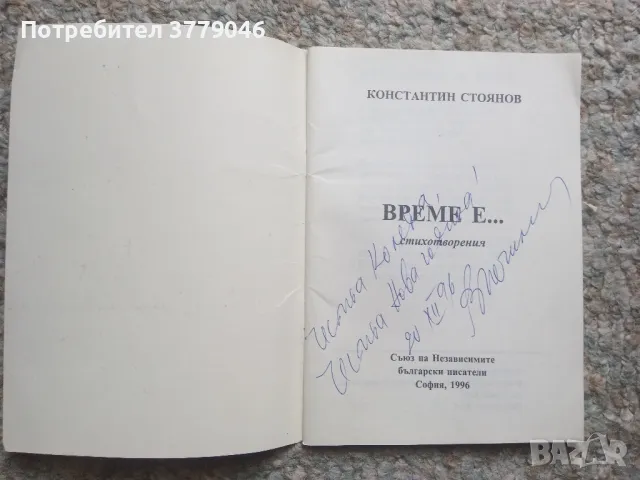 Потребител 3779046
КОНСТАНТИН СТОЯНОВ
ВРЕМЕ Е...
стихотворения
Честита Коледа!
Честита Нова година!
20 XII 96
Съюз на Независимите
български писатели
София, 1996
BAZAR